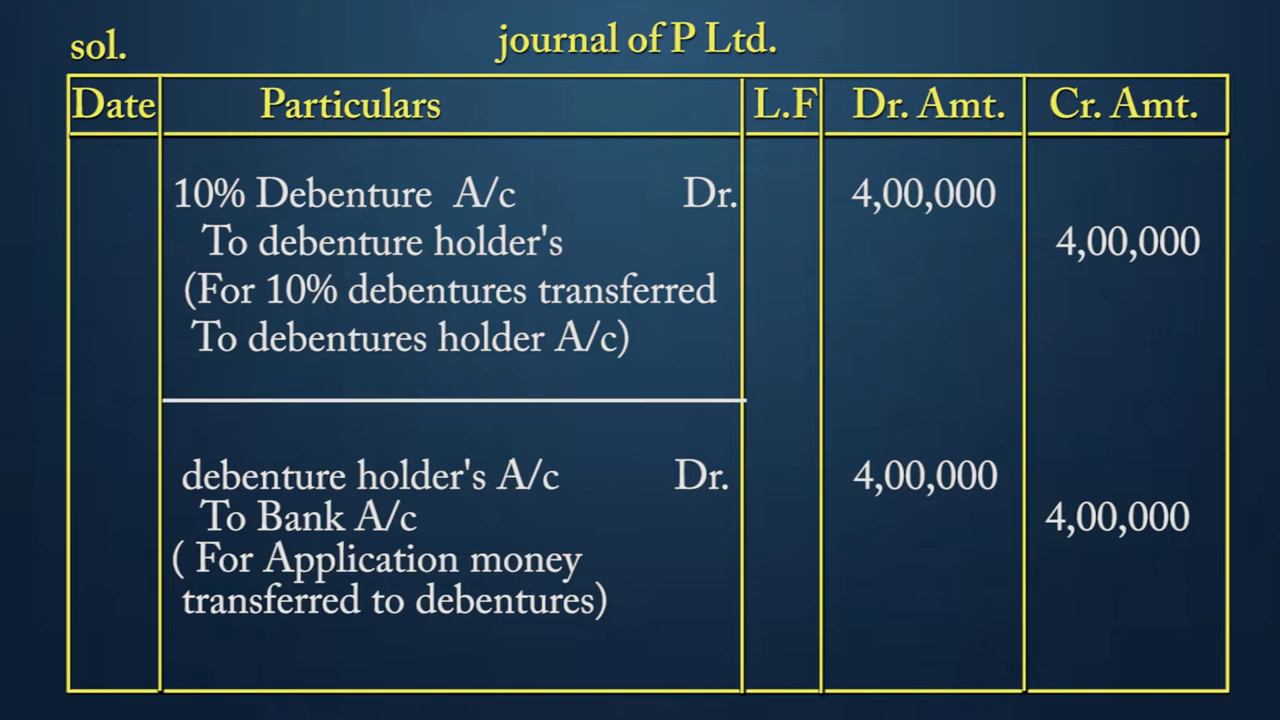 sol.
journal of P Ltd.
Date Particulars L.F Dr. Amt. Cr. Amt.
10% Debenture A/c Dr. 4,00,000
To debenture holder's 4,00,000
(For 10% debentures transferred
To debentures holder A/c)
debenture holder's A/c Dr. 4,00,000
To Bank A/c 4,00,000
( For Application money
transferred to debentures)